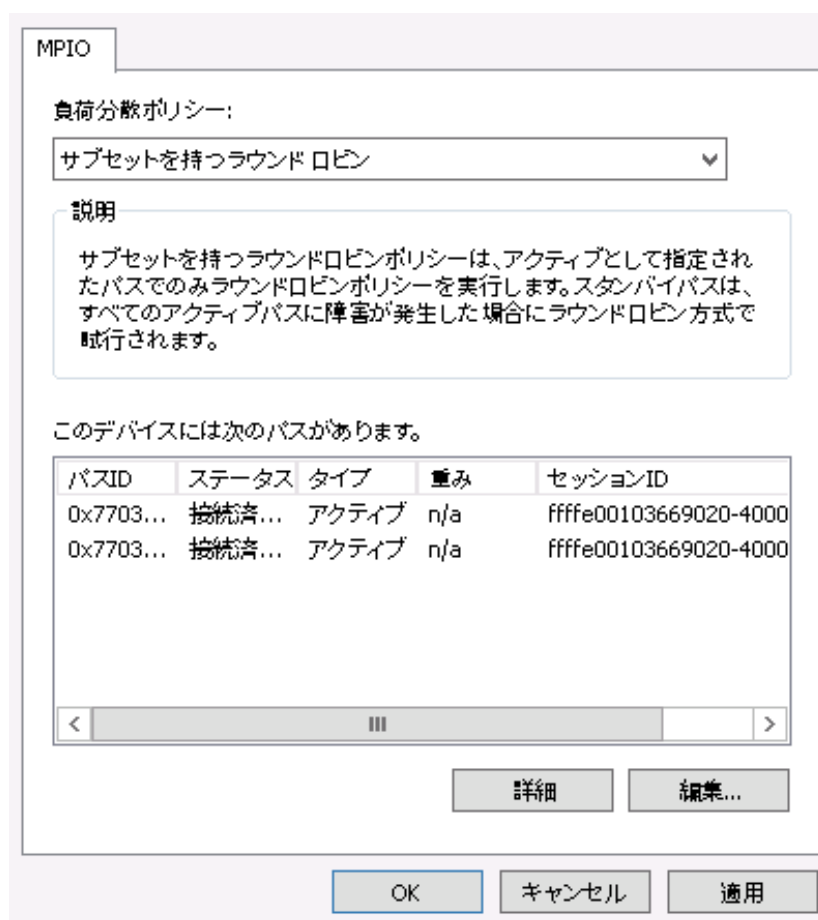 MPIO
負荷分散ポリシー:
サブセットを持つラウンド ロビン
説明
サブセットを持つラウンドロビンポリシーは、アクティブとして指定され
たパスでのみラウンドロビンポリシーを実行します。スタンバイパスは、
すべてのアクティブパスに障害が発生した場合にラウンドロビン方式で
試行されます。
このデバイスには次のパスがあります。
パスID ステータス タイプ 重み セッションID
0x7703... 接続済... アクティブ n/a ffffe00103669020-4000
0x7703... 接続済... アクティブ n/a ffffe00103669020-4000
詳細 編集...
OK キャンセル 適用